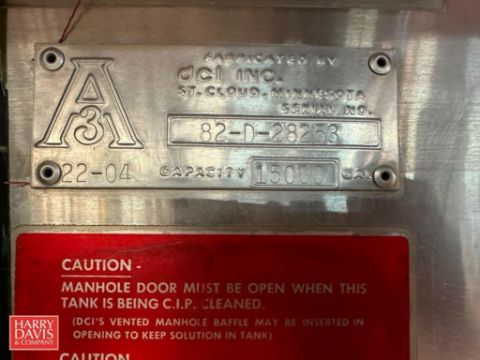 FABRICATED BY
dci INC.
ST. CLOUD, MINNESOTA
SERIAL NO.
A
3
82-D-28253
22-04 CAPACITY 15000 GAL
CAUTION -
MANHOLE DOOR MUST BE OPEN WHEN THIS
TANK IS BEING C.I.P. CLEANED.
(DCI'S VENTED MANHOLE BAFFLE MAY BE INSERTED IN
OPENING TO KEEP SOLUTION IN TANK)
CAUTION
HARRY
DAVIS
& COMPANY